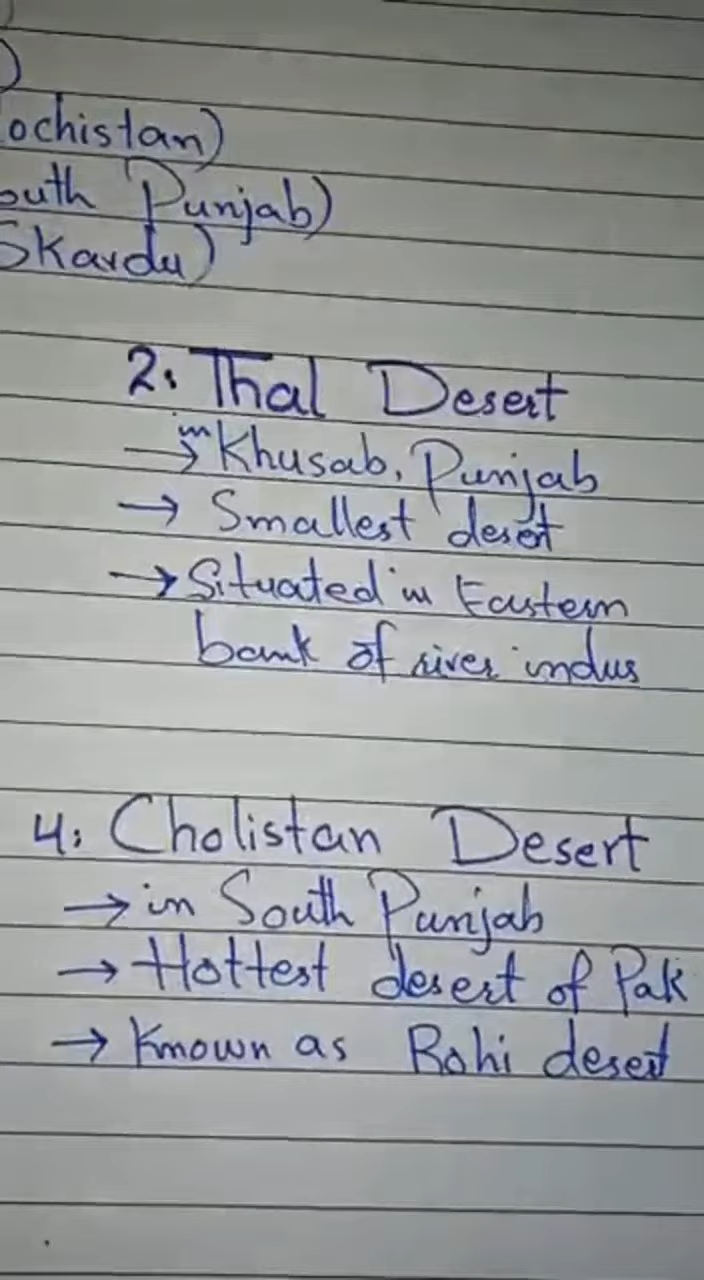 )
ochistan)
outh Punjab)
Skardu)
2. Thal Desert
→ in Khusab, Punjab
→ Smallest desert
→ Situated in Eastern
bank of river indus
4: Cholistan Desert
→ in South Punjab
→ Hottest desert of Pak
→ Known as Rohi desert